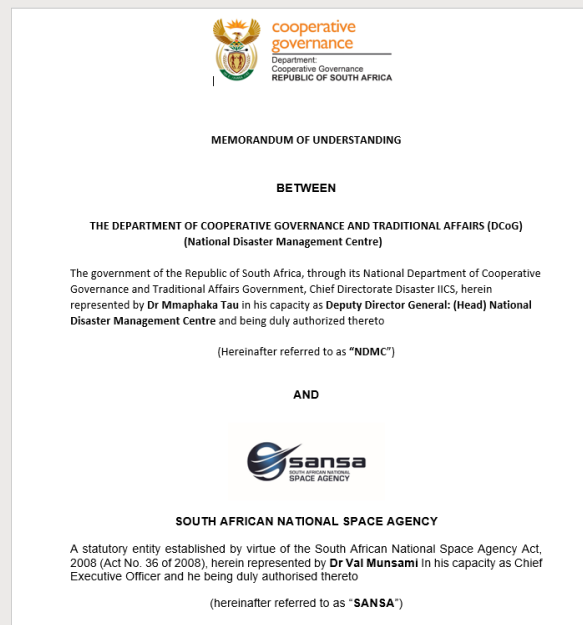 cooperative
governance
Department:
Cooperative Governance
REPUBLIC OF SOUTH AFRICA
MEMORANDUM OF UNDERSTANDING
BETWEEN
THE DEPARTMENT OF COOPERATIVE GOVERNANCE AND TRADITIONAL AFFAIRS (DCoG)
(National Disaster Management Centre)
The government of the Republic of South Africa, through its National Department of Cooperative
Governance and Traditional Affairs Government, Chief Directorate Disaster IICS, herein
represented by Dr Mmaphaka Tau in his capacity as Deputy Director General: (Head) National
Disaster Management Centre and being duly authorized thereto
(Hereinafter referred to as “NDMC”)
AND
sansa
SOUTH AFRICAN NATIONAL
SPACE AGENCY
SOUTH AFRICAN NATIONAL SPACE AGENCY
A statutory entity established by virtue of the South African National Space Agency Act,
2008 (Act No. 36 of 2008), herein represented by Dr Val Munsami In his capacity as Chief
Executive Officer and he being duly authorised thereto
(hereinafter referred to as “SANSA”)